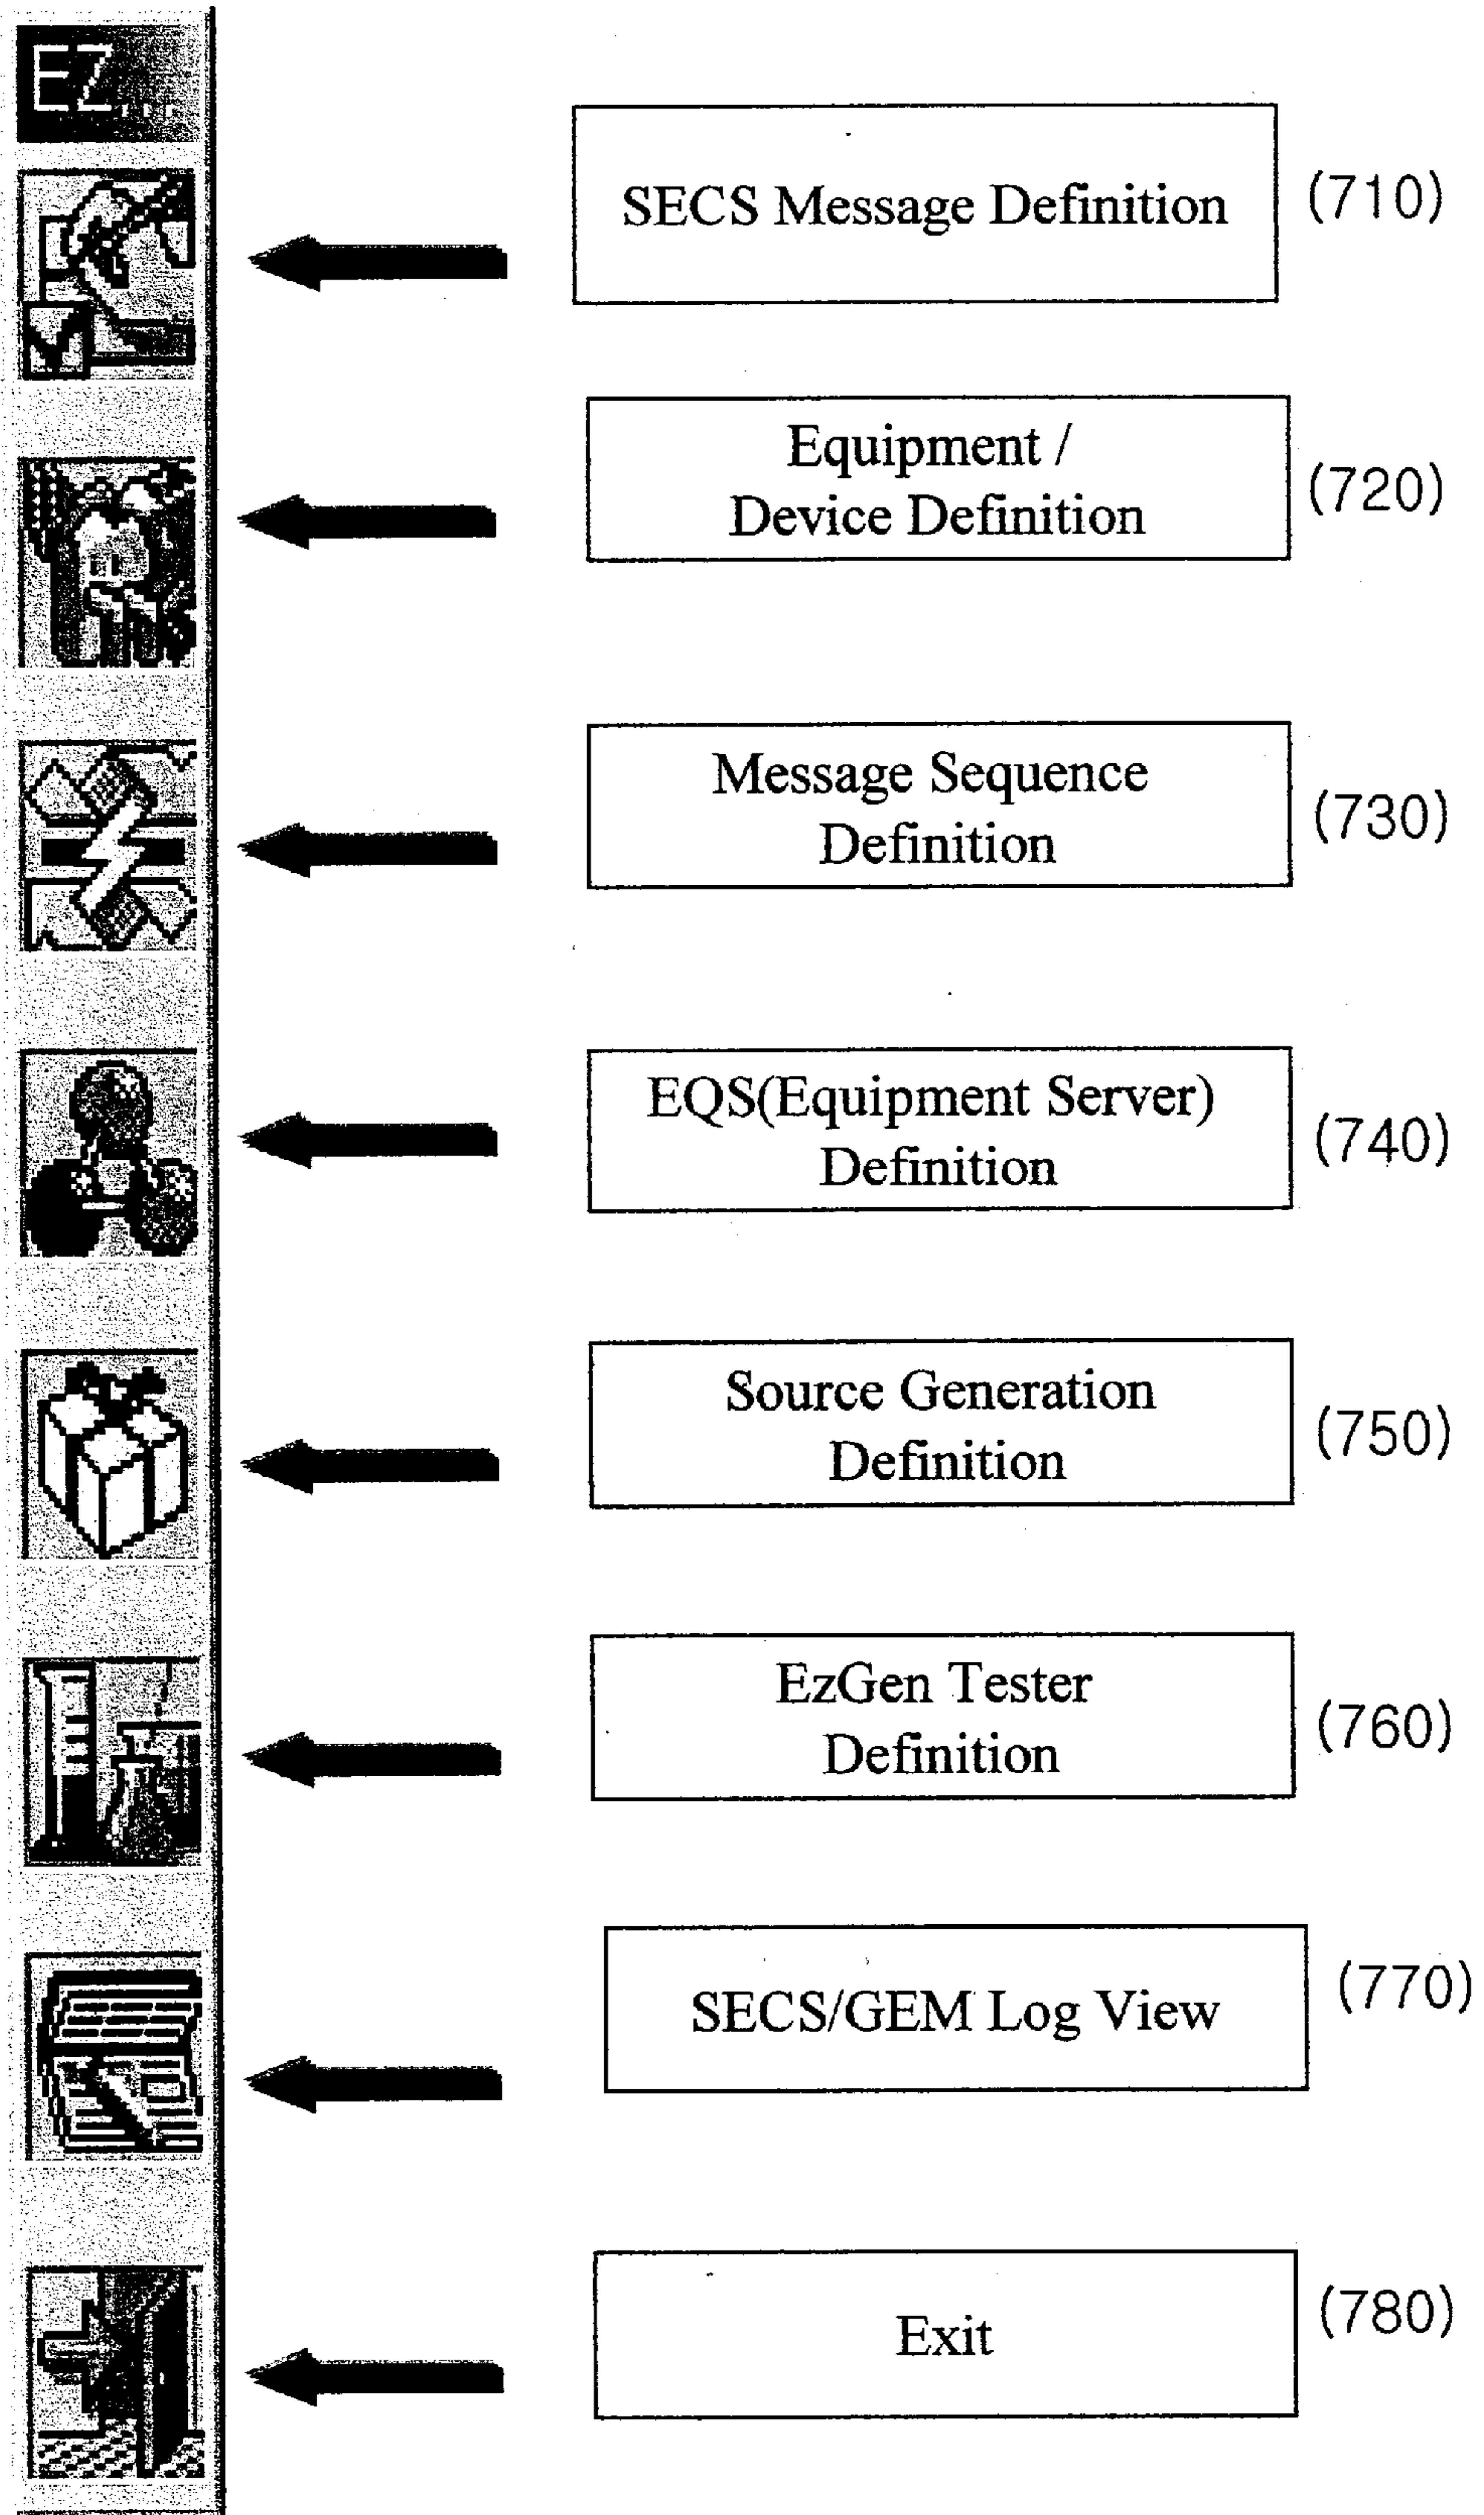 EZ...
SECS Message Definition
(710)
Equipment /
Device Definition
(720)
Message Sequence
Definition
(730)
EQS(Equipment Server)
Definition
(740)
Source Generation
Definition
(750)
EzGen Tester
Definition
(760)
SECS/GEM Log View
(770)
Exit
(780)